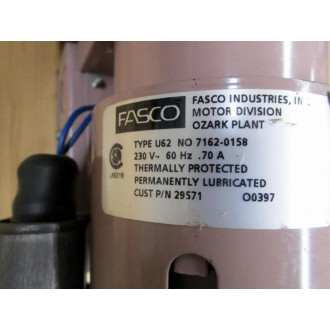 FASCO
FASCO INDUSTRIES, IN
MOTOR DIVISION
OZARK PLANT
TYPE U62 NO 7162-0158
230 V~ 60 Hz .70 A
THERMALLY PROTECTED
PERMANENTLY LUBRICATED
CUST P/N 29571 O0397